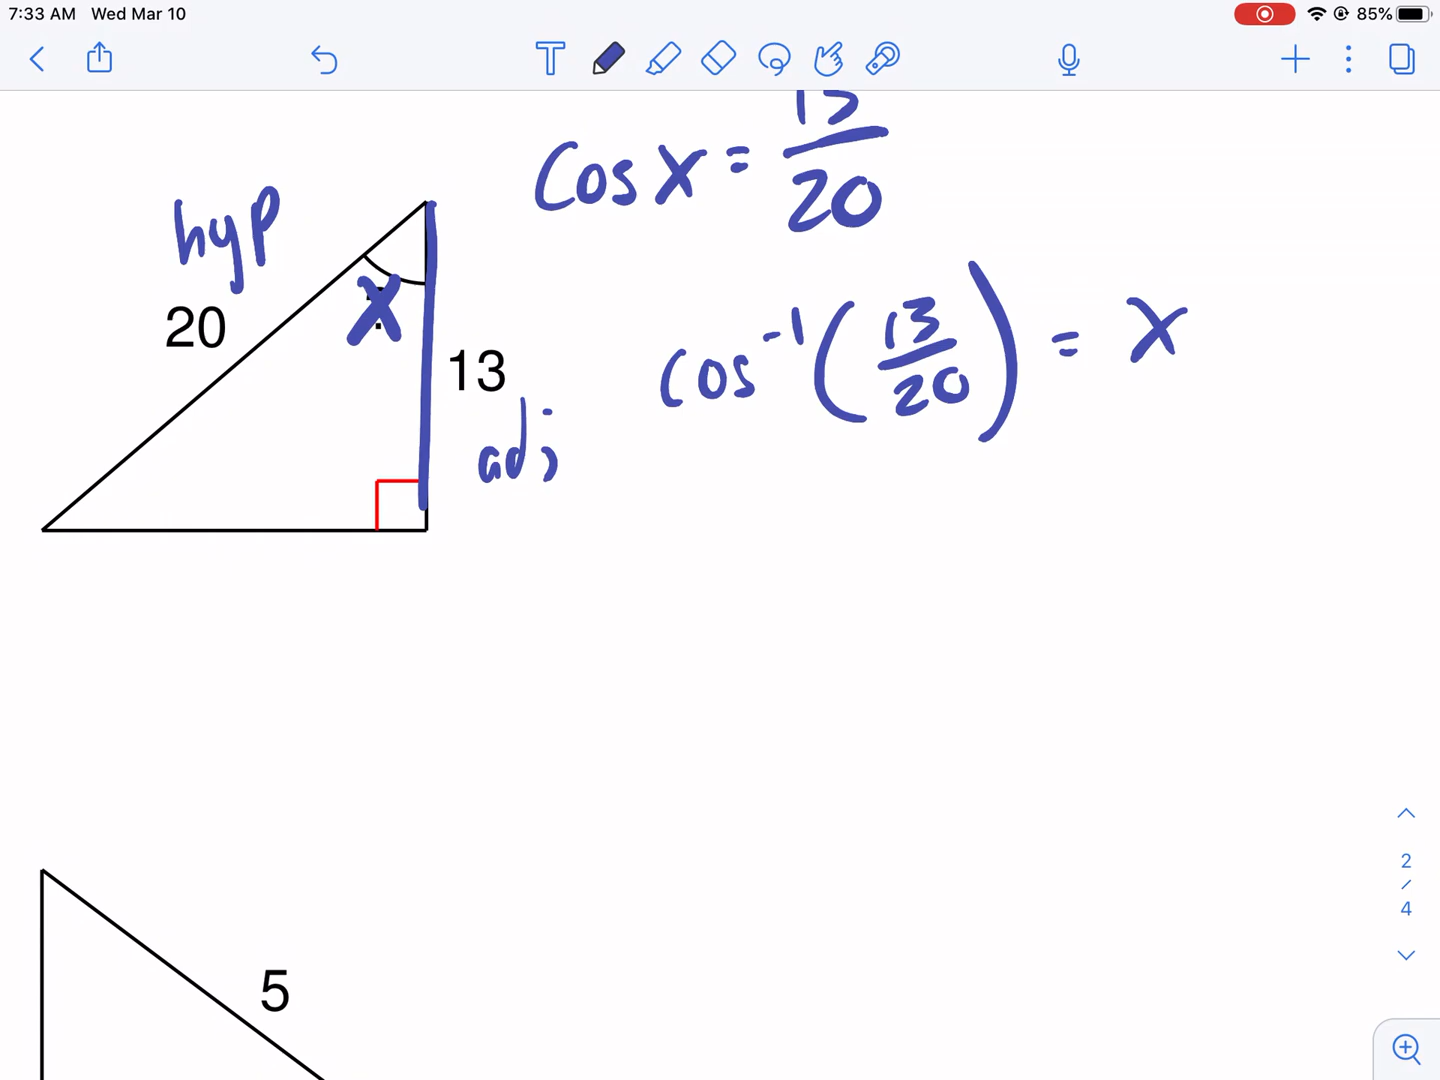 7:33 AM Wed Mar 10
85%
cos x = 13/20
hyp
20
x
13
adj
cos⁻¹(13/20) = x
5
2
/
4